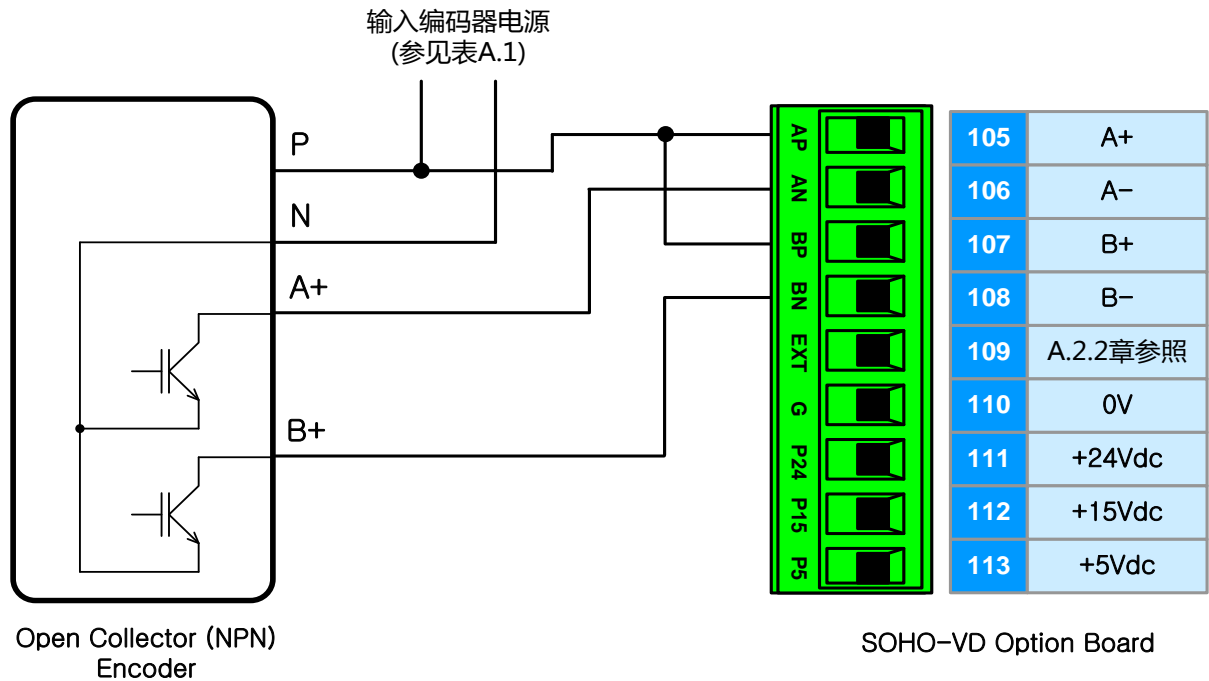 输入编码器电源
(参见表A.1)
P
N
A+
B+
Open Collector (NPN)
Encoder
AP
AN
BP
BN
EXT
G
P24
P15
P5
105 A+
106 A-
107 B+
108 B-
109 A.2.2章参照
110 0V
111 +24Vdc
112 +15Vdc
113 +5Vdc
SOHO-VD Option Board